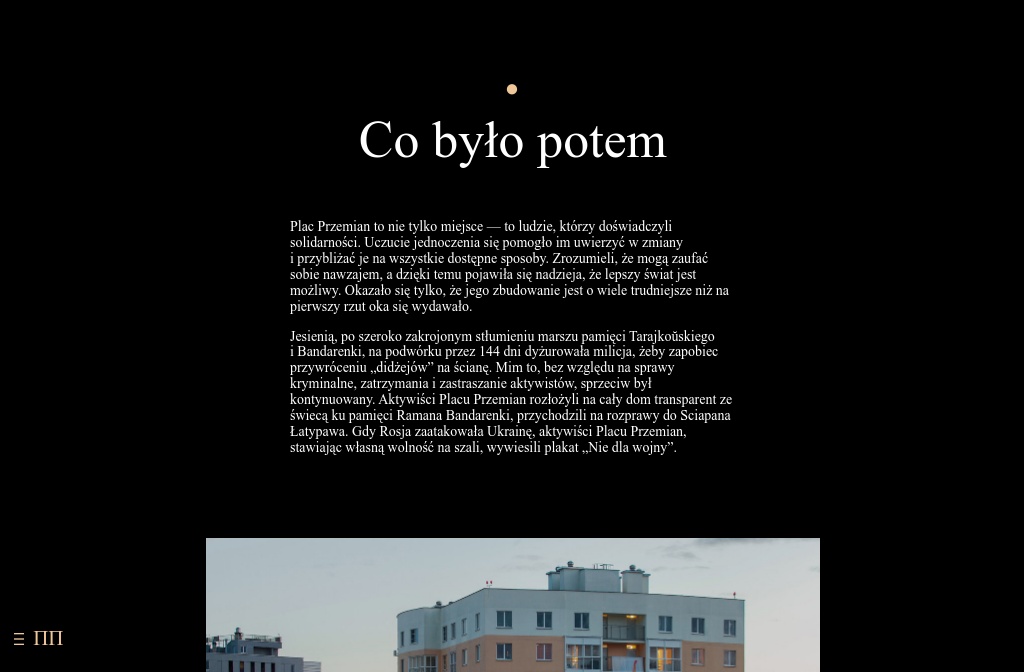 Co było potem
Plac Przemian to nie tylko miejsce — to ludzie, którzy doświadczyli
solidarności. Uczucie jednoczenia się pomogło im uwierzyć w zmiany
i przybliżać je na wszystkie dostępne sposoby. Zrozumieli, że mogą zaufać
sobie nawzajem, a dzięki temu pojawiła się nadzieja, że lepszy świat jest
możliwy. Okazało się tylko, że jego zbudowanie jest o wiele trudniejsze niż na
pierwszy rzut oka się wydawało.
Jesienią, po szeroko zakrojonym stłumieniu marszu pamięci Tarajkoŭskiego
i Bandarenki, na podwórku przez 144 dni dyżurowała milicja, żeby zapobiec
przywróceniu „didżejów” na ścianę. Mim to, bez względu na sprawy
kryminalne, zatrzymania i zastraszanie aktywistów, sprzeciw był
kontynuowany. Aktywiści Placu Przemian rozłożyli na cały dom transparent ze
świecą ku pamięci Ramana Bandarenki, przychodzili na rozprawy do Sciapana
Łatypawa. Gdy Rosja zaatakowała Ukrainę, aktywiści Placu Przemian,
stawiając własną wolność na szali, wywiesili plakat „Nie dla wojny”.
ПП